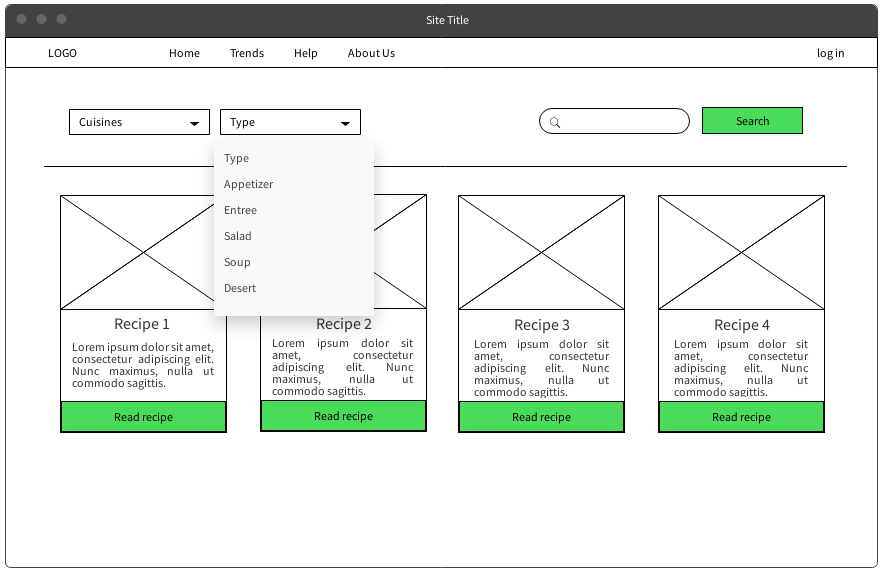 Site Title
LOGO Home Trends Help About Us log in
Cuisines Type Search
Type
Appetizer
Entree
Salad
Soup
Desert
Recipe 1
Lorem ipsum dolor sit amet,
consectetur adipiscing elit.
Nunc maximus, nulla ut
commodo sagittis.
Read recipe
Recipe 2
Lorem ipsum dolor sit
amet, consectetur
adipiscing elit. Nunc
maximus, nulla ut
commodo sagittis.
Read recipe
Recipe 3
Lorem ipsum dolor sit
amet, consectetur
adipiscing elit. Nunc
maximus, nulla ut
commodo sagittis.
Read recipe
Recipe 4
Lorem ipsum dolor sit
amet, consectetur
adipiscing elit. Nunc
maximus, nulla ut
commodo sagittis.
Read recipe